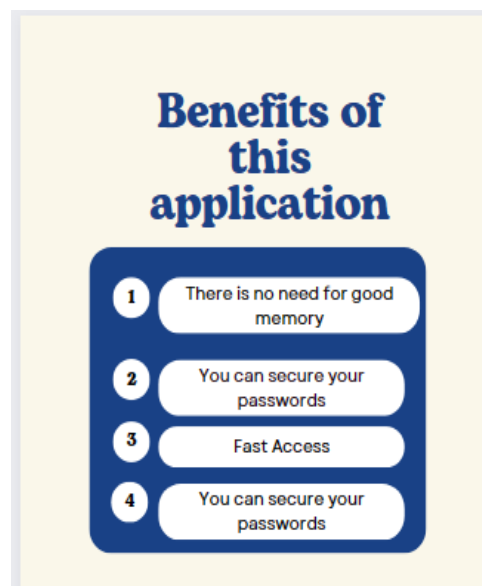 Benefits of
this
application
1
There is no need for good
memory
2
You can secure your
passwords
3
Fast Access
4
You can secure your
passwords